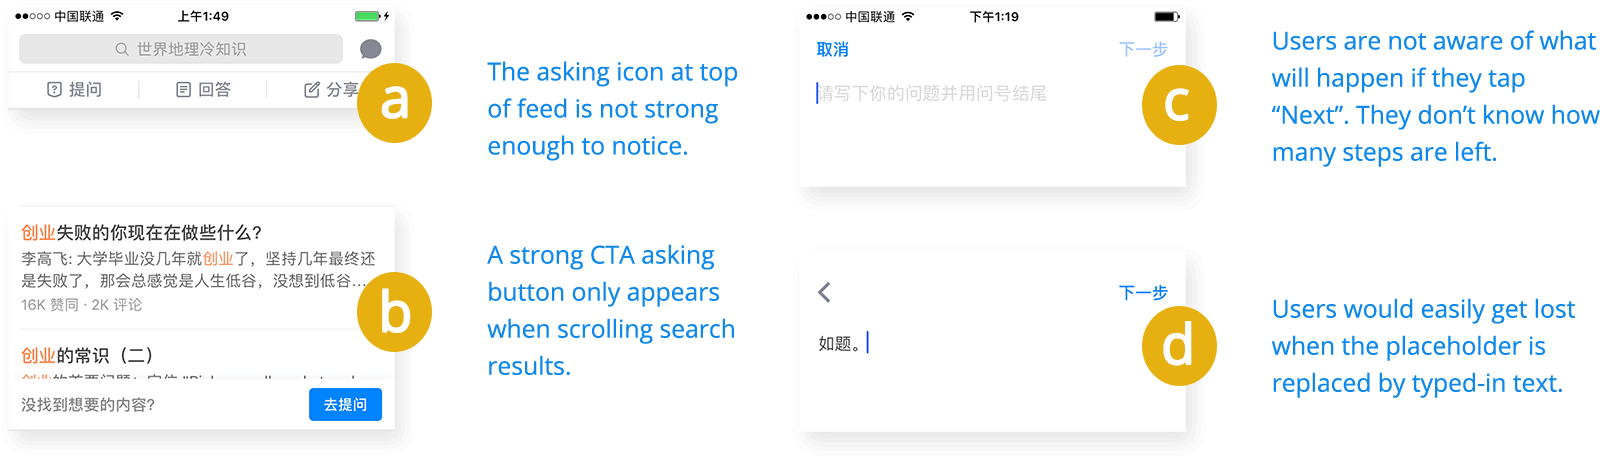 中国联通 上午1:49
世界地理冷知识
提问 回答 分享
a
The asking icon at top
of feed is not strong
enough to notice.
创业失败的你现在在做些什么?
李高飞: 大学毕业没几年就创业了，坚持几年最终还
是失败了，那会总感觉是人生低谷，没想到低谷...
16K 赞同 · 2K 评论
创业的常识（二）
没找到想要的内容?
去提问
b
A strong CTA asking
button only appears
when scrolling search
results.
中国联通 下午1:19
取消 下一步
请写下你的问题并用问号结尾
c
Users are not aware of what
will happen if they tap
“Next”. They don’t know how
many steps are left.
下一步
如题。
d
Users would easily get lost
when the placeholder is
replaced by typed-in text.